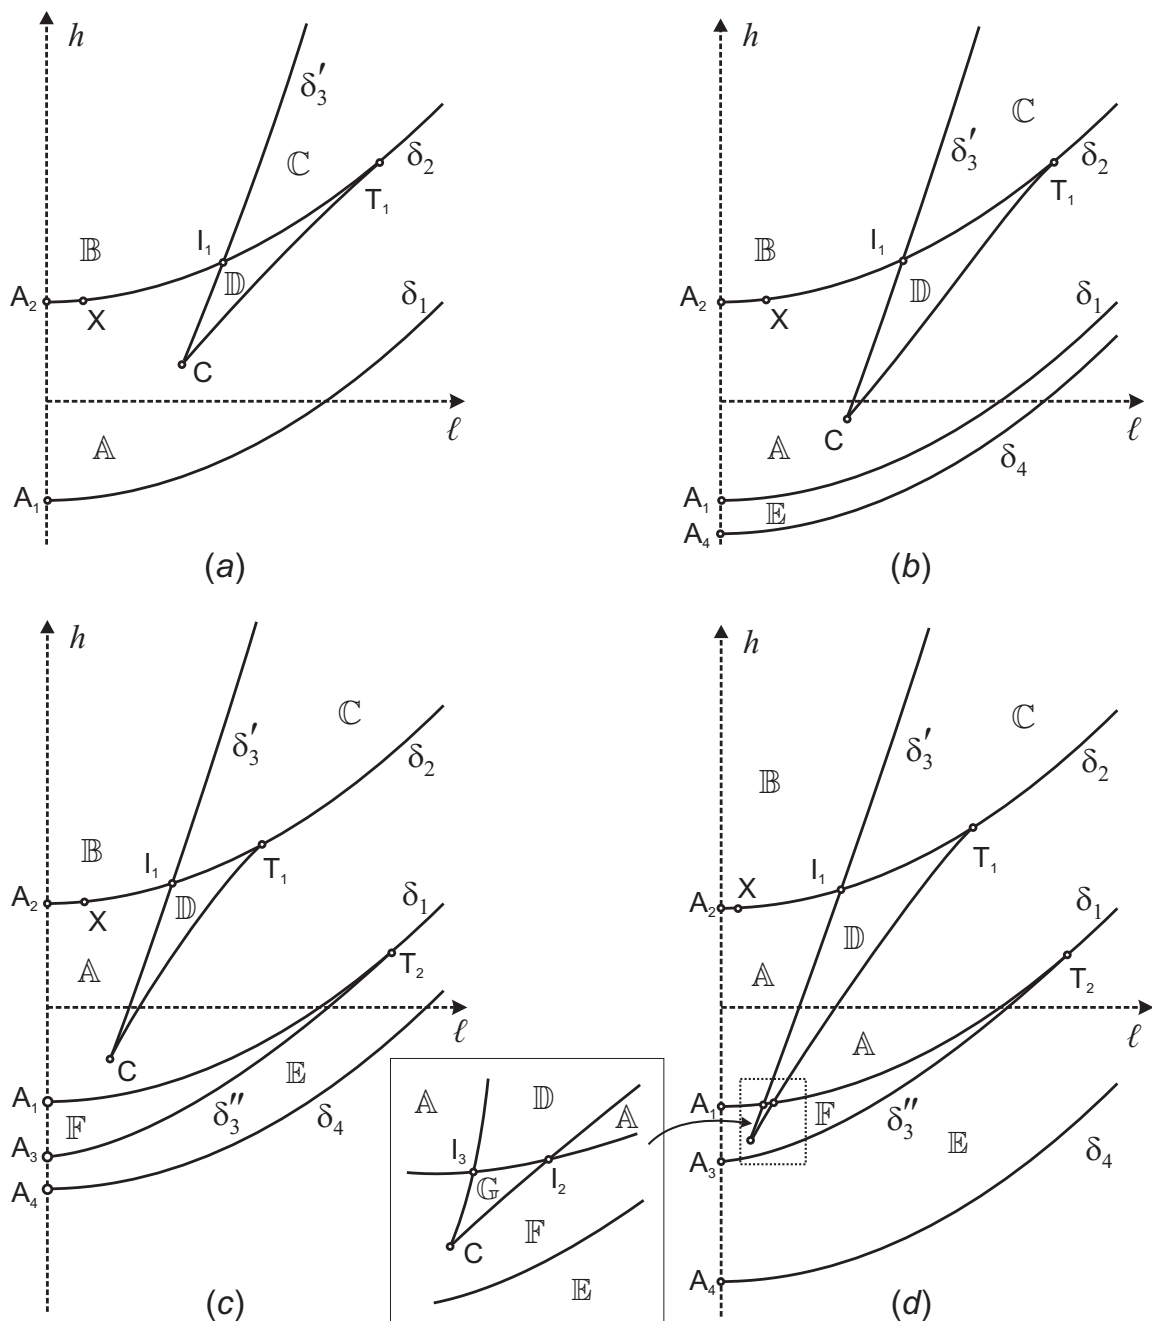 h
δ₃′
ℂ
δ₂
T₁
𝔹
I₁
𝔻
A₂
X
δ₁
C
ℓ
𝔸
A₁
(a)
h
ℂ
δ₃′
δ₂
T₁
𝔹
I₁
𝔻
A₂
X
δ₁
C
ℓ
𝔸
δ₄
A₁
𝔼
A₄
(b)
h
ℂ
δ₃′
δ₂
𝔹
I₁
T₁
A₂
X
𝔻
δ₁
𝔸
T₂
ℓ
C
𝔼
A₁
𝔽
δ₃″
δ₄
A₃
A₄
(c)
𝔸
𝔻
𝔸
I₃
I₂
𝔾
𝔽
C
𝔼
h
ℂ
δ₃′
δ₂
𝔹
X
I₁
T₁
A₂
δ₁
𝔻
𝔸
T₂
ℓ
𝔸
A₁
𝔽
δ₃″
𝔼
A₃
δ₄
A₄
(d)